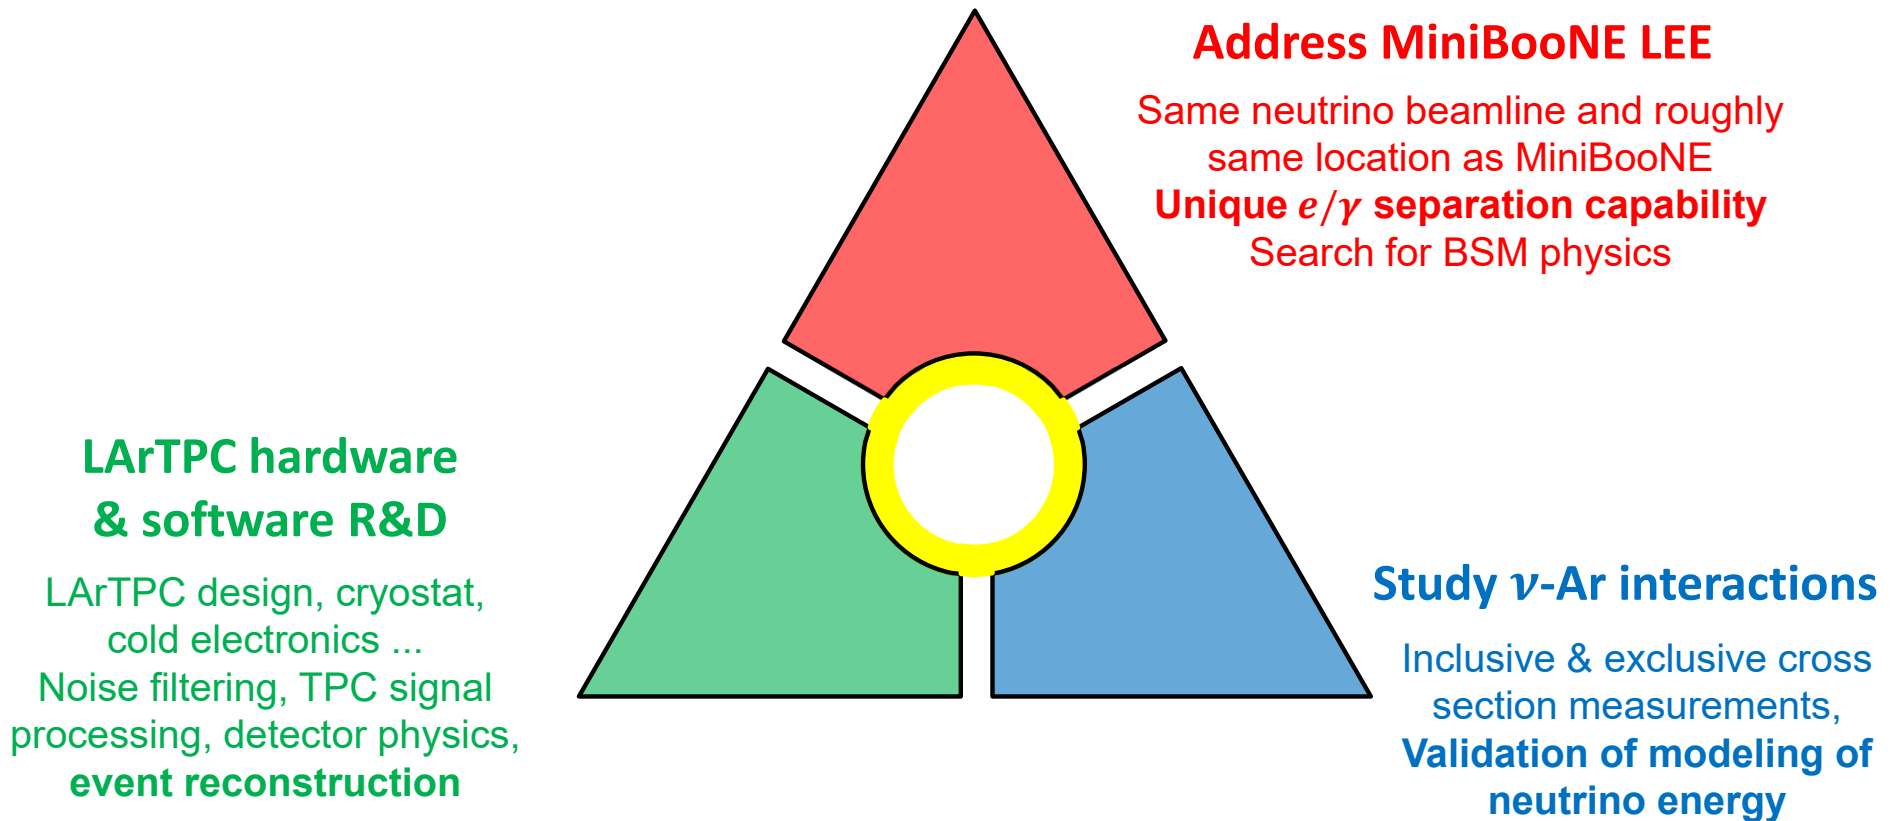 Address MiniBooNE LEE
Same neutrino beamline and roughly
same location as MiniBooNE
Unique e/γ separation capability
Search for BSM physics
LArTPC hardware
& software R&D
LArTPC design, cryostat,
cold electronics ...
Noise filtering, TPC signal
processing, detector physics,
event reconstruction
Study ν-Ar interactions
Inclusive & exclusive cross
section measurements,
Validation of modeling of
neutrino energy